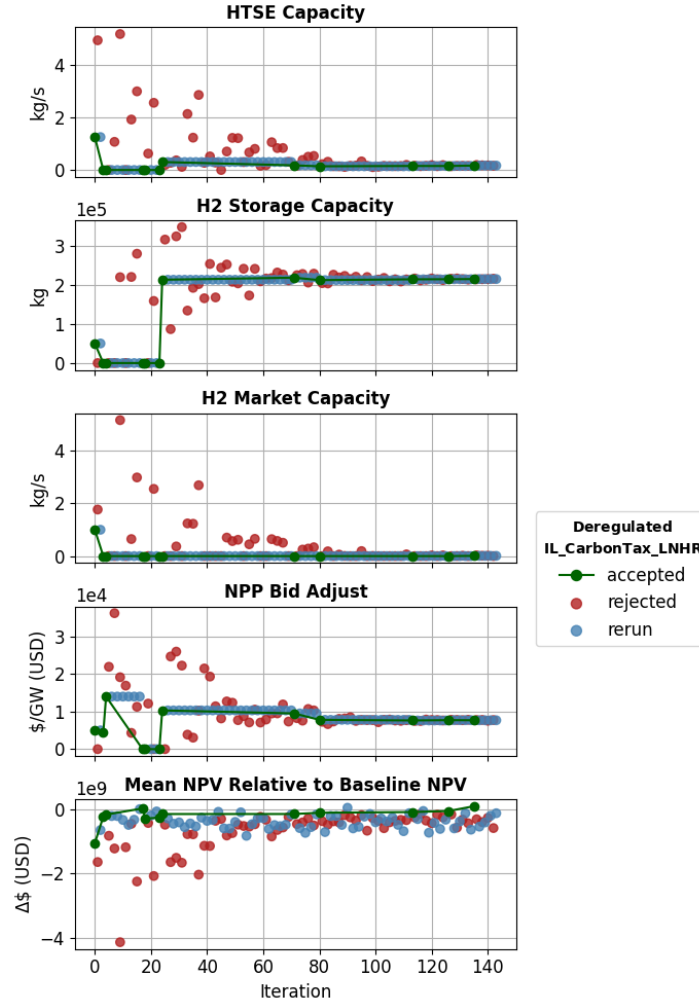 HTSE Capacity
4
2
0
kg/s
1e5
H2 Storage Capacity
3
2
1
0
kg
H2 Market Capacity
4
2
0
kg/s
Deregulated
IL_CarbonTax_LNHR
accepted
rejected
rerun
1e4
NPP Bid Adjust
3
2
1
0
$/GW (USD)
1e9
Mean NPV Relative to Baseline NPV
0
−2
−4
Δ$ (USD)
0 20 40 60 80 100 120 140
Iteration